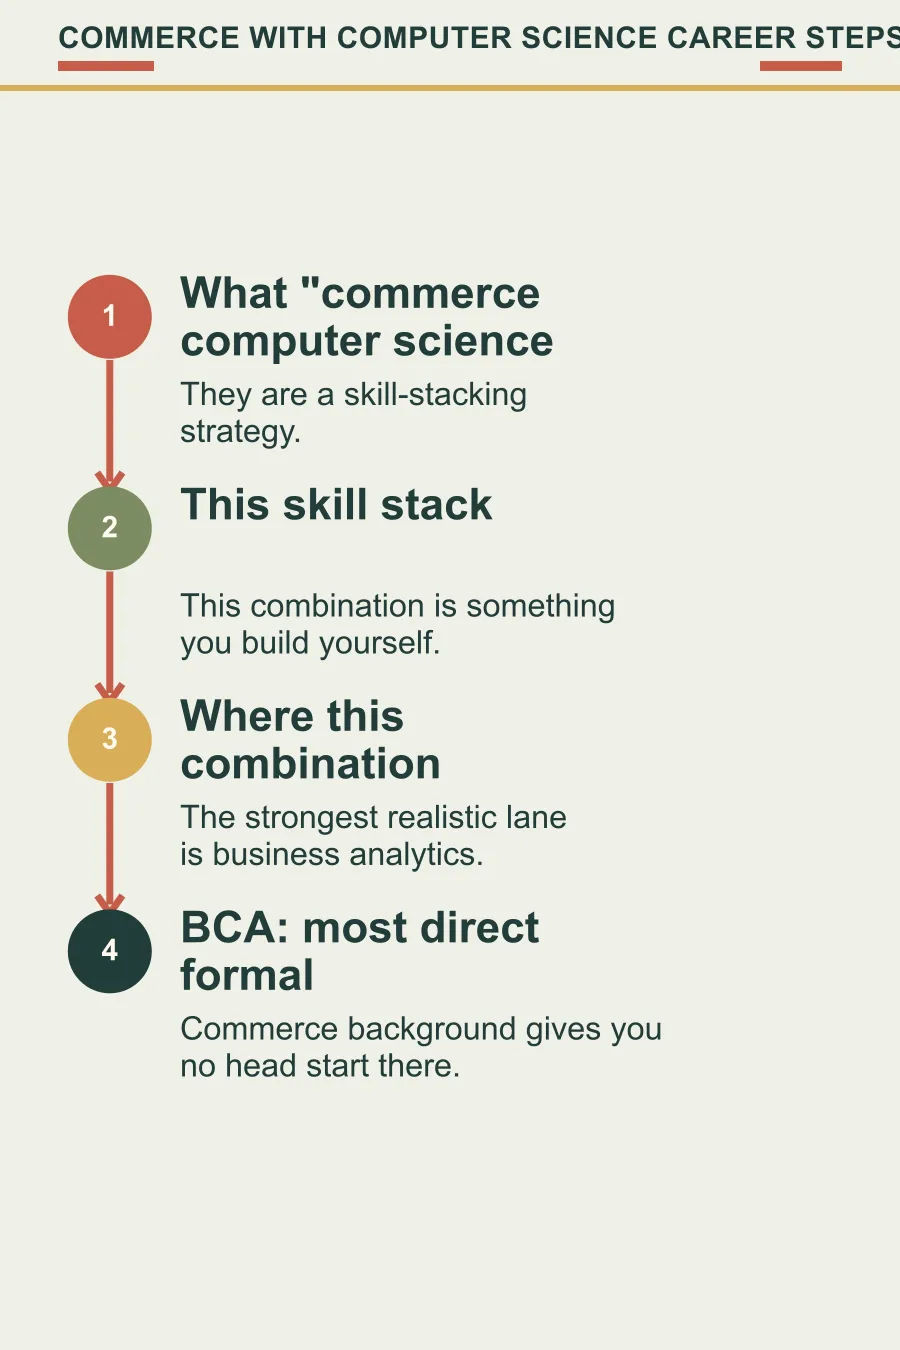 COMMERCE WITH COMPUTER SCIENCE CAREER STEPS
1
What "commerce
computer science
They are a skill-stacking
strategy.
2
This skill stack
This combination is something
you build yourself.
3
Where this
combination
The strongest realistic lane
is business analytics.
4
BCA: most direct
formal
Commerce background gives you
no head start there.